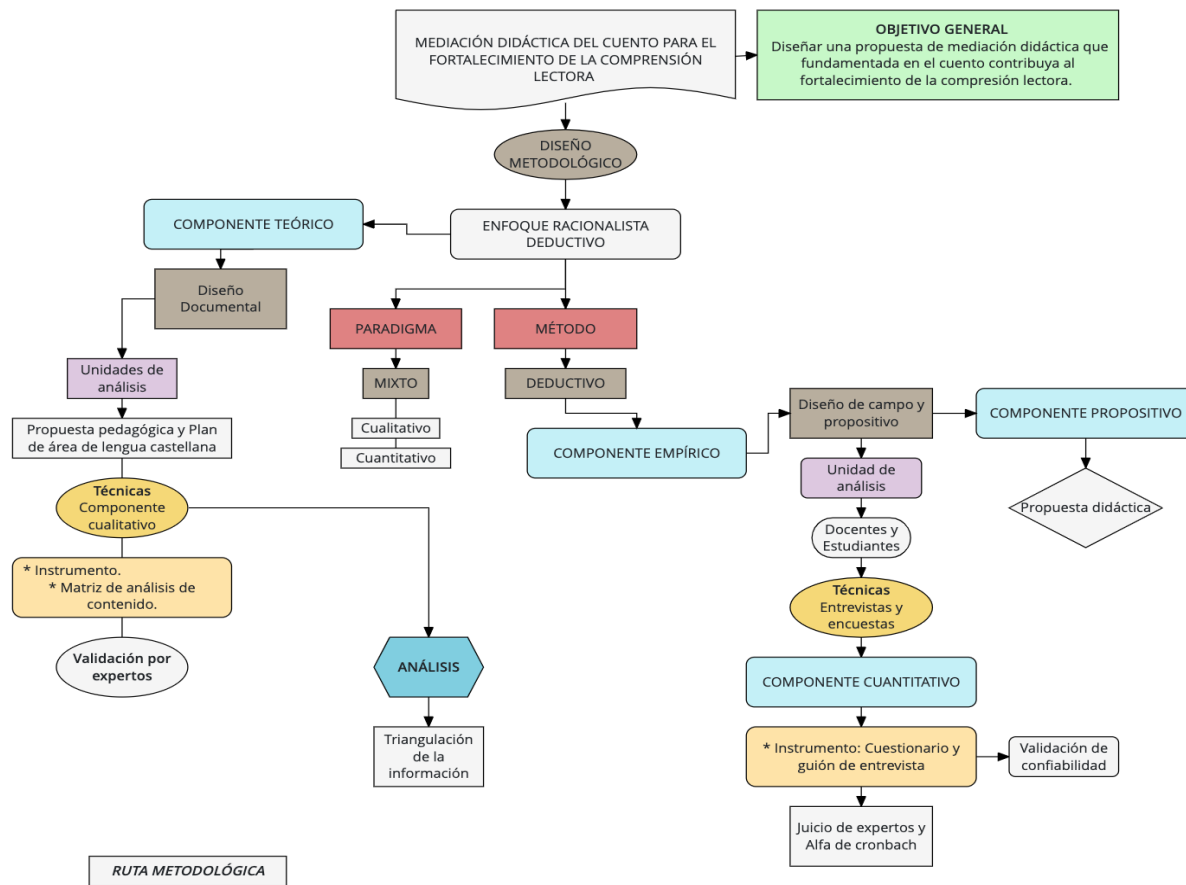 MEDIACIÓN DIDÁCTICA DEL CUENTO PARA EL
FORTALECIMIENTO DE LA COMPRENSIÓN
LECTORA
OBJETIVO GENERAL
Diseñar una propuesta de mediación didáctica que
fundamentada en el cuento contribuya al
fortalecimiento de la compresión lectora.
DISEÑO
METODOLÓGICO
COMPONENTE TEÓRICO
ENFOQUE RACIONALISTA
DEDUCTIVO
Diseño
Documental
PARADIGMA
MÉTODO
Unidades de
análisis
MIXTO
DEDUCTIVO
Propuesta pedagógica y Plan
de área de lengua castellana
Cualitativo
Cuantitativo
COMPONENTE EMPÍRICO
Diseño de campo y
propositivo
COMPONENTE PROPOSITIVO
Unidad de
análisis
Propuesta didáctica
Técnicas
Componente
cualitativo
Docentes y
Estudiantes
* Instrumento.
* Matriz de análisis de
contenido.
Técnicas
Entrevistas y
encuestas
Validación por
expertos
ANÁLISIS
COMPONENTE CUANTITATIVO
Triangulación
de la
información
* Instrumento: Cuestionario y
guión de entrevista
Validación de
confiabilidad
Juicio de expertos y
Alfa de cronbach
RUTA METODOLÓGICA